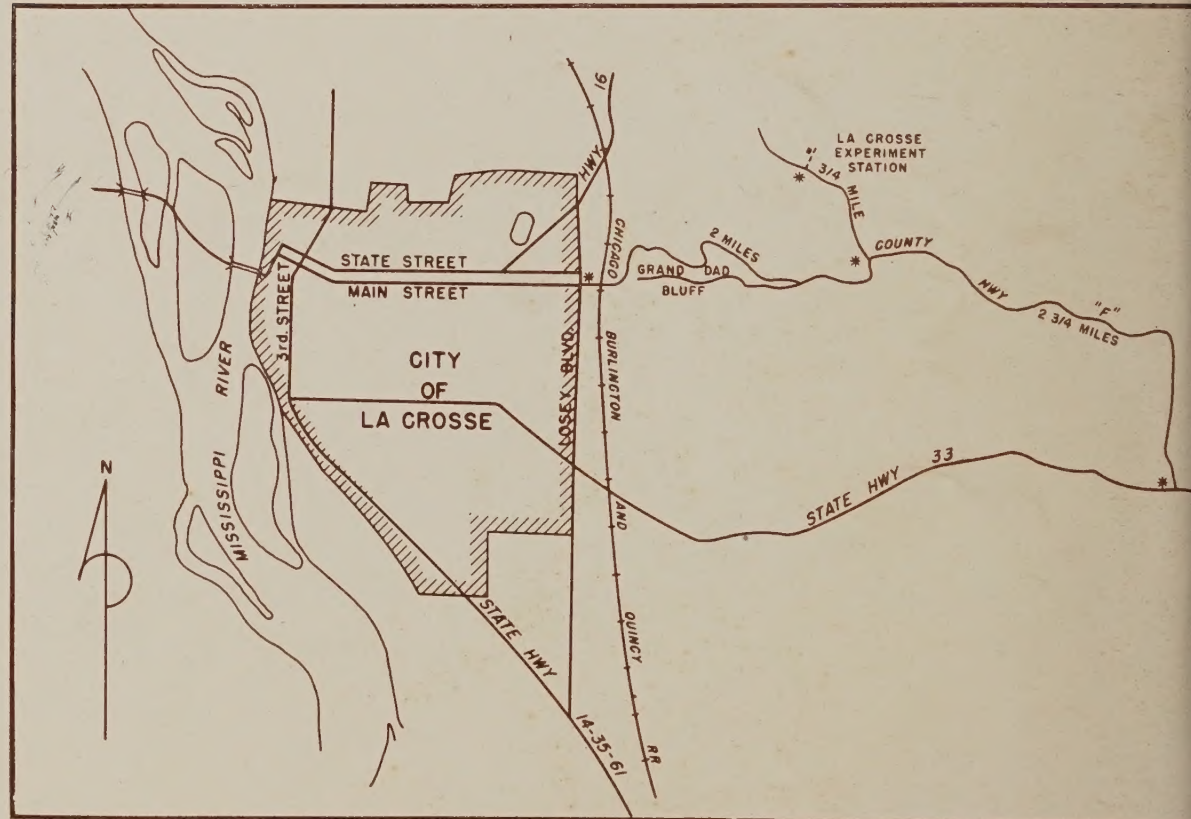 N
MISSISSIPPI
RIVER
3rd. STREET
STATE STREET
MAIN STREET
CITY
OF
LA CROSSE
LOSEY BLVD.
HWY
16
CHICAGO
BURLINGTON
AND
QUINCY
RR
2 MILES
GRAND DAD
BLUFF
LA CROSSE
EXPERIMENT
STATION
3/4
MILE
COUNTY
HWY
"F"
2 3/4 MILES
STATE HWY
33
STATE HWY
14-35-61